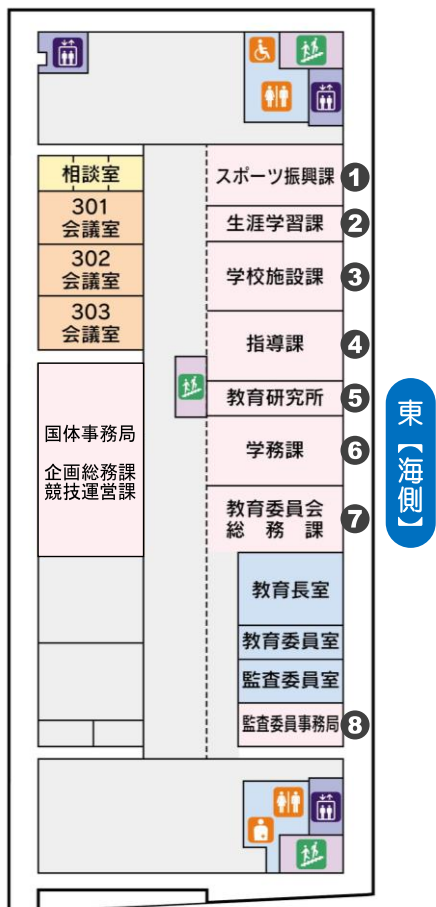 相談室
301
会議室
302
会議室
303
会議室
国体事務局
企画総務課
競技運営課
スポーツ振興課 1
生涯学習課 2
学校施設課 3
指導課 4
教育研究所 5
学務課 6
教育委員会
総務課 7
教育長室
教育委員室
監査委員室
監査委員事務局 8
東【海側】